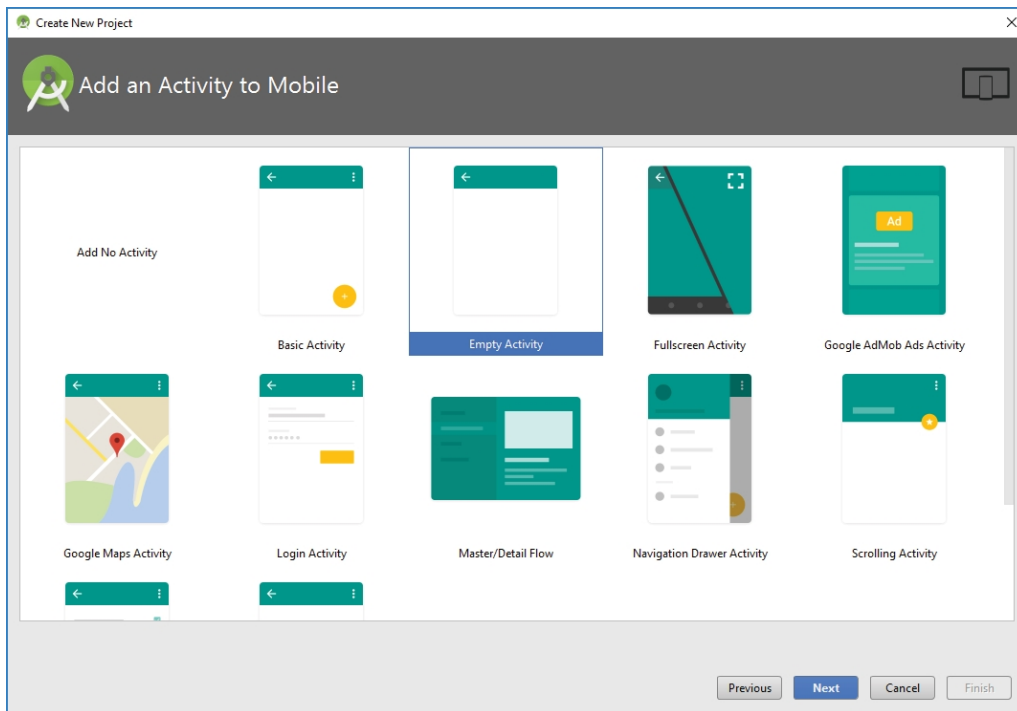 Create New Project
Add an Activity to Mobile
Add No Activity
Basic Activity
Empty Activity
Fullscreen Activity
Ad
Google AdMob Ads Activity
Google Maps Activity
Login Activity
Master/Detail Flow
Navigation Drawer Activity
Scrolling Activity
Previous
Next
Cancel
Finish